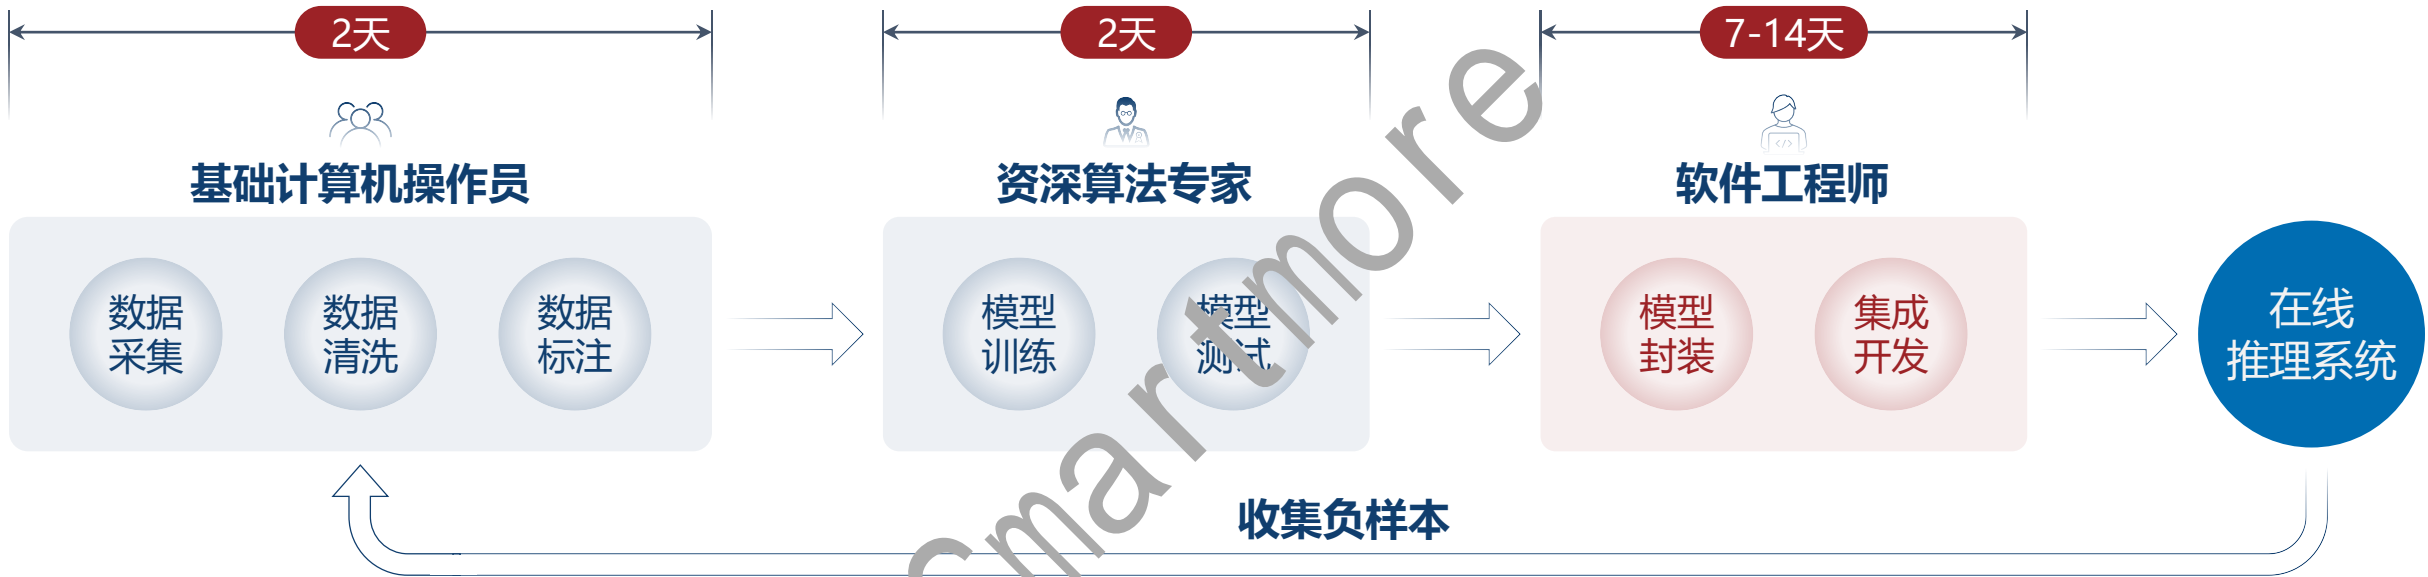 2天
2天
7-14天
基础计算机操作员
资深算法专家
软件工程师
数据
采集
数据
清洗
数据
标注
模型
训练
模型
测试
模型
封装
集成
开发
在线
推理系统
收集负样本
smartmore